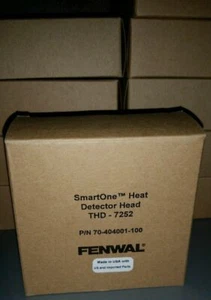 SmartOne™ Heat
Detector Head
THD - 7252
P/N 70-404001-100
FENWAL®
Made in USA with